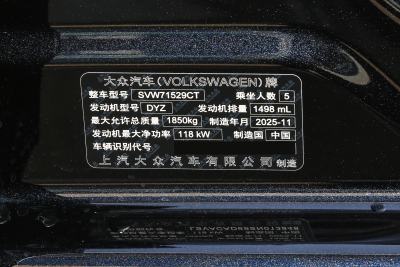 大众汽车(VOLKSWAGEN)牌
整车型号 SVW71529CT 乘坐人数 5
发动机型号 DYZ 发动机排量 1498 mL
最大允许总质量 1850kg 制造年月 2025-11
发动机最大净功率 118 kW 制造国 中国
车辆识别代号
上汽大众汽车有限公司 制造